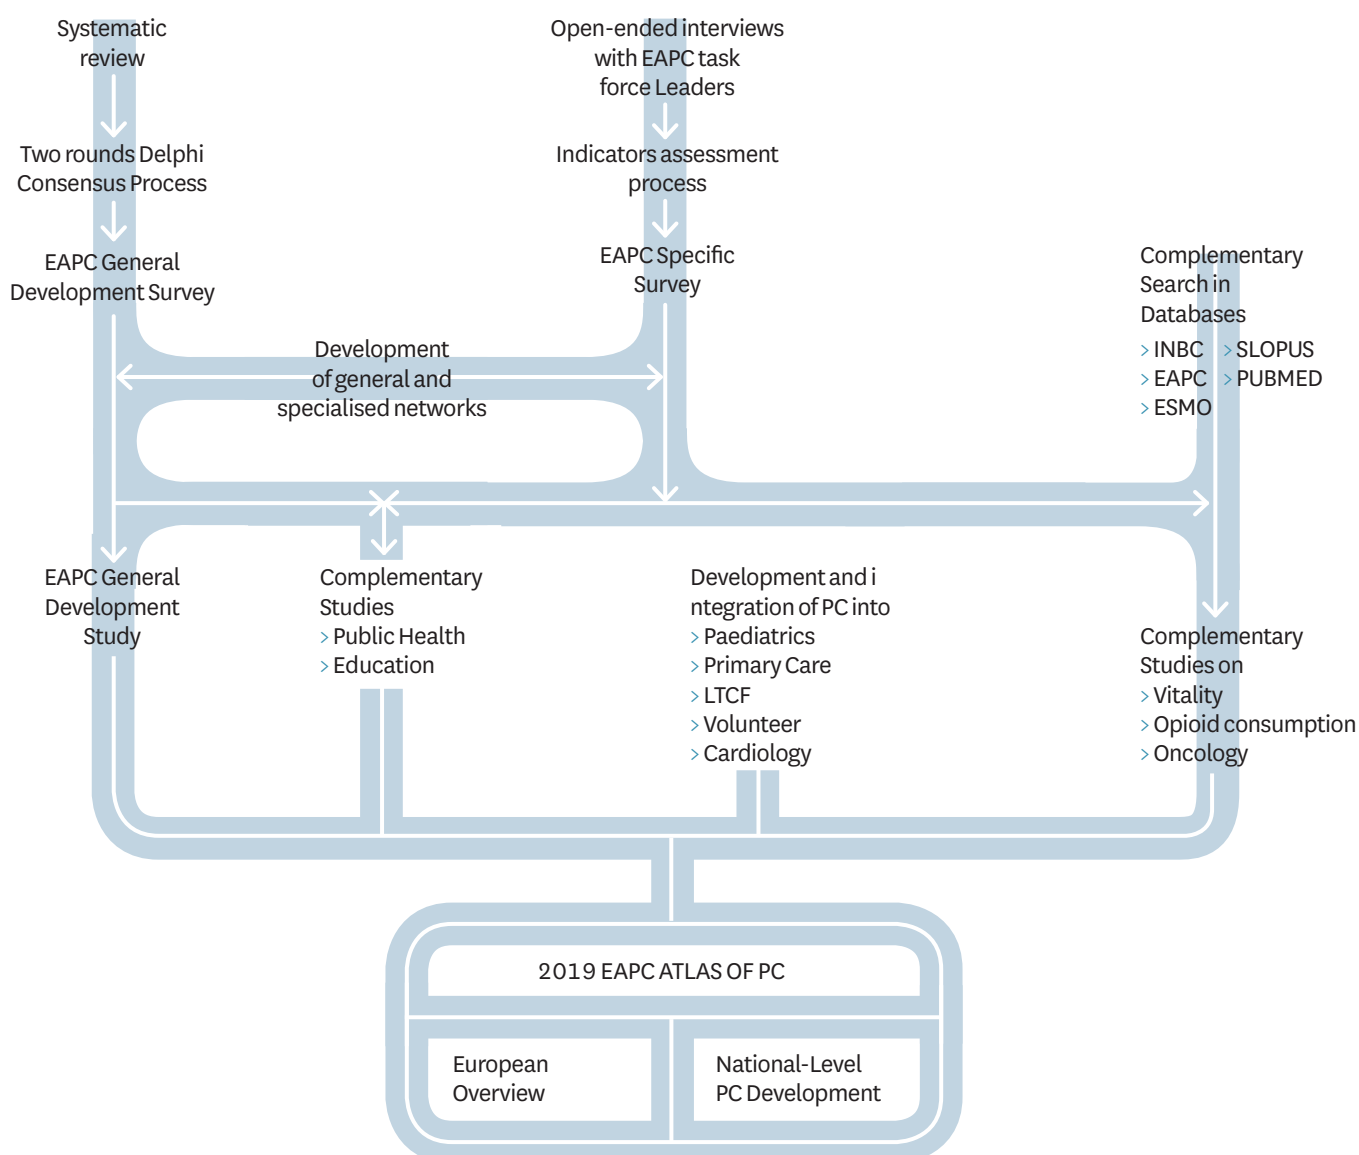 Systematic
review
Two rounds Delphi
Consensus Process
EAPC General
Development Survey
Open-ended interviews
with EAPC task
force Leaders
Indicators assessment
process
EAPC Specific
Survey
Complementary
Search in
Databases
> INBC > SLOPUS
> EAPC > PUBMED
> ESMO
Development
of general and
specialised networks
EAPC General
Development
Study
Complementary
Studies
> Public Health
> Education
Development and i
ntegration of PC into
> Paediatrics
> Primary Care
> LTCF
> Volunteer
> Cardiology
Complementary
Studies on
> Vitality
> Opioid consumption
> Oncology
2019 EAPC ATLAS OF PC
European
Overview
National-Level
PC Development